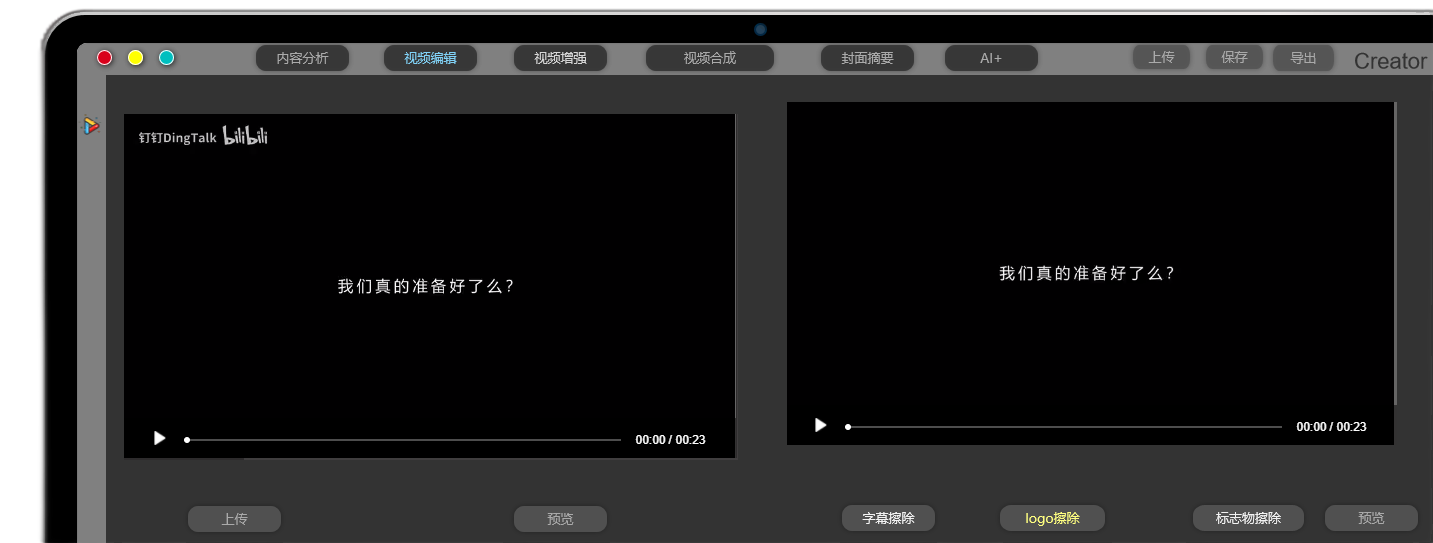 内容分析 视频编辑 视频增强 视频合成 封面摘要 AI+ 上传 保存 导出 Creator
钉钉DingTalk bilibili
我们真的准备好了么？
00:00 / 00:23
我们真的准备好了么？
00:00 / 00:23
上传 预览 字幕擦除 logo擦除 标志物擦除 预览